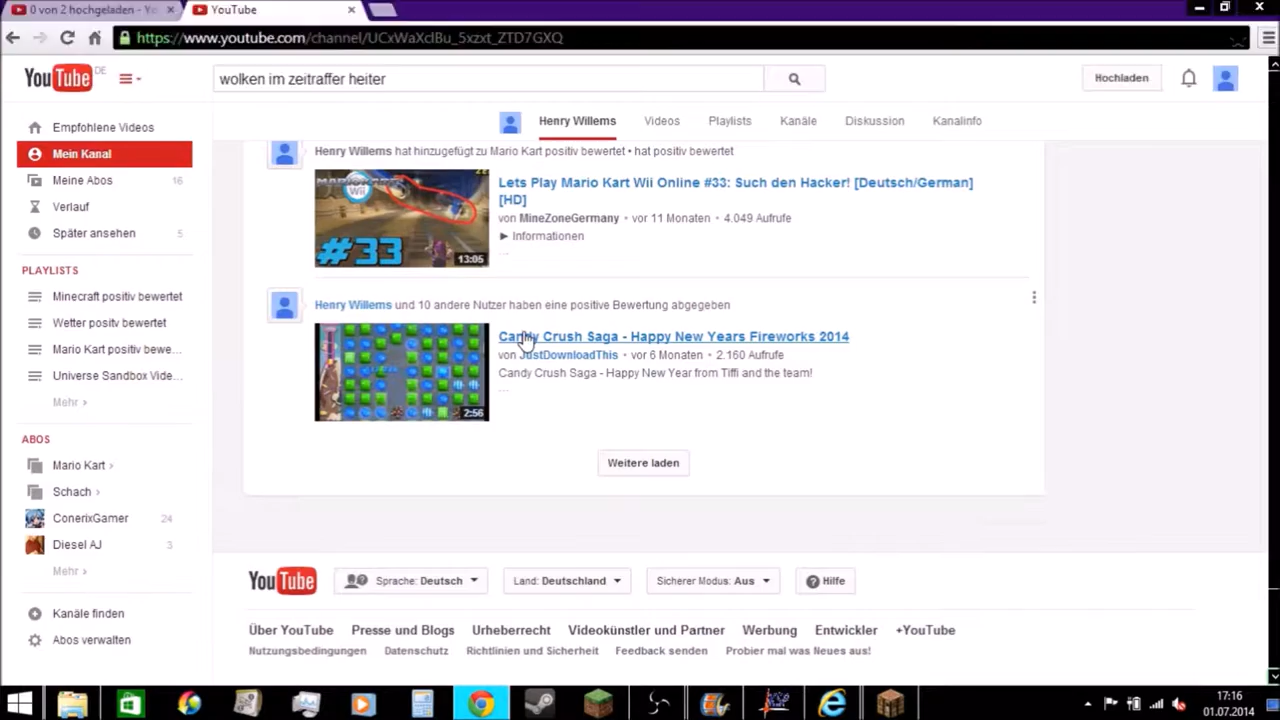 0 von 2 hochgeladen - Yo
YouTube
https://www.youtube.com/channel/UCxWaXclBu_5xzxt_ZTD7GXQ
YouTube DE
wolken im zeitraffer heiter
Hochladen
Henry Willems
Videos
Playlists
Kanäle
Diskussion
Kanalinfo
Empfohlene Videos
Mein Kanal
Meine Abos 16
Verlauf
Später ansehen 5
PLAYLISTS
Minecraft positiv bewertet
Wetter positv bewertet
Mario Kart positiv bewe...
Universe Sandbox Vide...
Mehr ›
ABOS
Mario Kart ›
Schach ›
ConerixGamer 24
Diesel AJ 3
Mehr ›
Kanäle finden
Abos verwalten
Henry Willems hat hinzugefügt zu Mario Kart positiv bewertet • hat positiv bewertet
MARIOKART
Wii
#33
13:05
Lets Play Mario Kart Wii Online #33: Such den Hacker! [Deutsch/German]
[HD]
von MineZoneGermany • vor 11 Monaten • 4.049 Aufrufe
► Informationen
...
Henry Willems und 10 andere Nutzer haben eine positive Bewertung abgegeben
2:56
Candy Crush Saga - Happy New Years Fireworks 2014
von JustDownloadThis • vor 6 Monaten • 2.160 Aufrufe
Candy Crush Saga - Happy New Year from Tiffi and the team!
...
Weitere laden
YouTube
Sprache: Deutsch
Land: Deutschland
Sicherer Modus: Aus
Hilfe
Über YouTube
Presse und Blogs
Urheberrecht
Videokünstler und Partner
Werbung
Entwickler
+YouTube
Nutzungsbedingungen
Datenschutz
Richtlinien und Sicherheit
Feedback senden
Probier mal was Neues aus!
17:16
01.07.2014